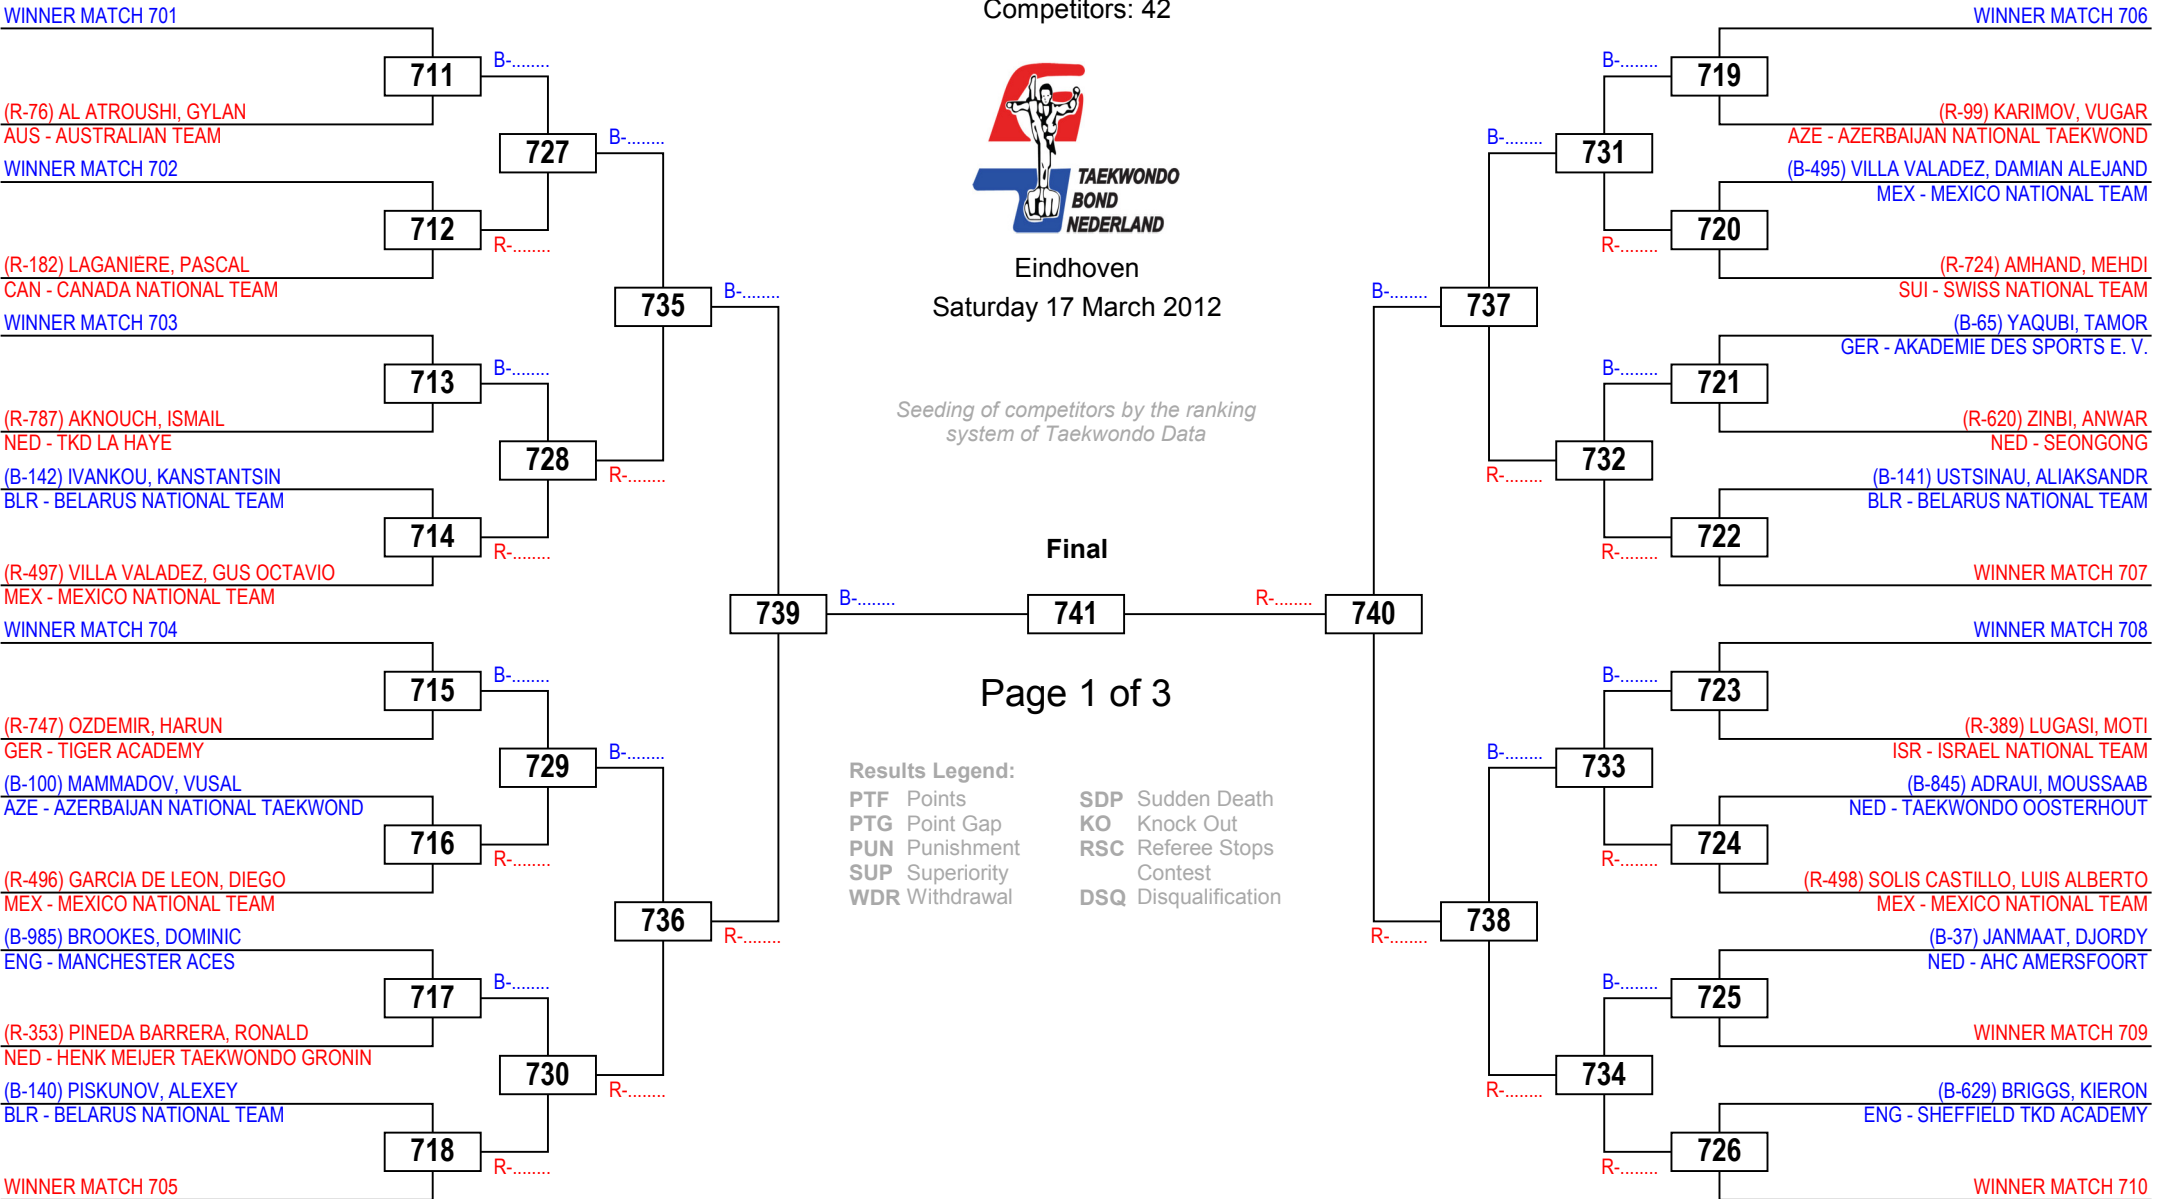 Competitors: 42
TAEKWONDO
BOND
NEDERLAND
Eindhoven
Saturday 17 March 2012
Seeding of competitors by the ranking
system of Taekwondo Data
WINNER MATCH 701
711
B-........
(R-76) AL ATROUSHI, GYLAN
AUS - AUSTRALIAN TEAM
727
B-........
WINNER MATCH 702
712
R-........
(R-182) LAGANIERE, PASCAL
CAN - CANADA NATIONAL TEAM
735
B-........
WINNER MATCH 703
713
B-........
(R-787) AKNOUCH, ISMAIL
NED - TKD LA HAYE
728
R-........
(B-142) IVANKOU, KANSTANTSIN
BLR - BELARUS NATIONAL TEAM
714
R-........
(R-497) VILLA VALADEZ, GUS OCTAVIO
MEX - MEXICO NATIONAL TEAM
739
B-........
WINNER MATCH 704
715
B-........
(R-747) OZDEMIR, HARUN
GER - TIGER ACADEMY
729
B-........
(B-100) MAMMADOV, VUSAL
AZE - AZERBAIJAN NATIONAL TAEKWOND
716
R-........
(R-496) GARCIA DE LEON, DIEGO
MEX - MEXICO NATIONAL TEAM
736
R-........
(B-985) BROOKES, DOMINIC
ENG - MANCHESTER ACES
717
B-........
(R-353) PINEDA BARRERA, RONALD
NED - HENK MEIJER TAEKWONDO GRONIN
730
R-........
(B-140) PISKUNOV, ALEXEY
BLR - BELARUS NATIONAL TEAM
718
R-........
WINNER MATCH 705
Final
741
Page 1 of 3
Results Legend:
PTF Points
PTG Point Gap
PUN Punishment
SUP Superiority
WDR Withdrawal
SDP Sudden Death
KO Knock Out
RSC Referee Stops
Contest
DSQ Disqualification
WINNER MATCH 706
B-........
719
(R-99) KARIMOV, VUGAR
AZE - AZERBAIJAN NATIONAL TAEKWOND
B-........
731
(B-495) VILLA VALADEZ, DAMIAN ALEJAND
MEX - MEXICO NATIONAL TEAM
R-........
720
(R-724) AMHAND, MEHDI
SUI - SWISS NATIONAL TEAM
B-........
737
(B-65) YAQUBI, TAMOR
GER - AKADEMIE DES SPORTS E. V.
B-........
721
(R-620) ZINBI, ANWAR
NED - SEONGONG
R-........
732
(B-141) USTSINAU, ALIAKSANDR
BLR - BELARUS NATIONAL TEAM
R-........
722
WINNER MATCH 707
R-........
740
WINNER MATCH 708
B-........
723
(R-389) LUGASI, MOTI
ISR - ISRAEL NATIONAL TEAM
B-........
733
(B-845) ADRAUI, MOUSSAAB
NED - TAEKWONDO OOSTERHOUT
R-........
724
(R-498) SOLIS CASTILLO, LUIS ALBERTO
MEX - MEXICO NATIONAL TEAM
R-........
738
(B-37) JANMAAT, DJORDY
NED - AHC AMERSFOORT
B-........
725
WINNER MATCH 709
R-........
734
(B-629) BRIGGS, KIERON
ENG - SHEFFIELD TKD ACADEMY
R-........
726
WINNER MATCH 710